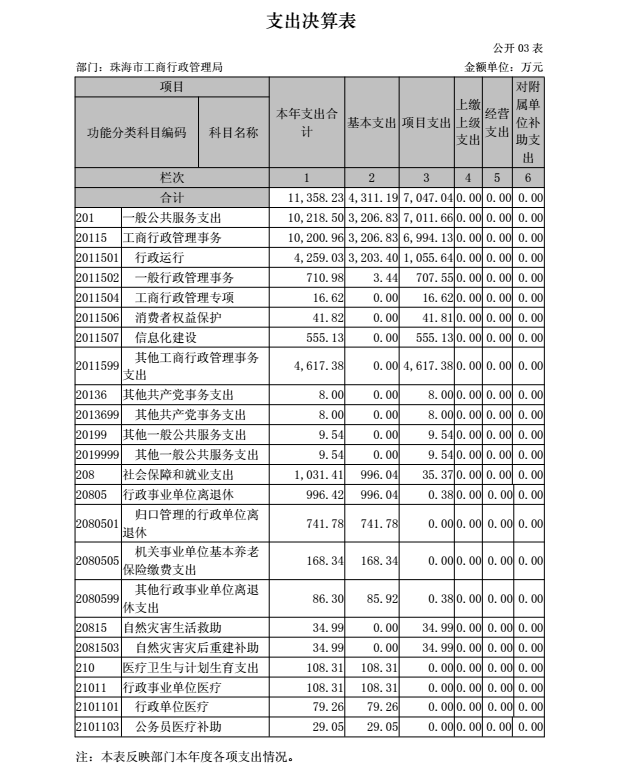 支出决算表
公开 03 表
部门：珠海市工商行政管理局 金额单位：万元
项目 本年支出合计 基本支出 项目支出 上缴上级支出 经营支出 对附属单位补助支出
功能分类科目编码 科目名称
栏次 1 2 3 4 5 6
合计 11,358.23 4,311.19 7,047.04 0.00 0.00 0.00
201 一般公共服务支出 10,218.50 3,206.83 7,011.66 0.00 0.00 0.00
20115 工商行政管理事务 10,200.96 3,206.83 6,994.13 0.00 0.00 0.00
2011501 行政运行 4,259.03 3,203.40 1,055.64 0.00 0.00 0.00
2011502 一般行政管理事务 710.98 3.44 707.55 0.00 0.00 0.00
2011504 工商行政管理专项 16.62 0.00 16.62 0.00 0.00 0.00
2011506 消费者权益保护 41.82 0.00 41.81 0.00 0.00 0.00
2011507 信息化建设 555.13 0.00 555.13 0.00 0.00 0.00
2011599 其他工商行政管理事务支出 4,617.38 0.00 4,617.38 0.00 0.00 0.00
20136 其他共产党事务支出 8.00 0.00 8.00 0.00 0.00 0.00
2013699 其他共产党事务支出 8.00 0.00 8.00 0.00 0.00 0.00
20199 其他一般公共服务支出 9.54 0.00 9.54 0.00 0.00 0.00
2019999 其他一般公共服务支出 9.54 0.00 9.54 0.00 0.00 0.00
208 社会保障和就业支出 1,031.41 996.04 35.37 0.00 0.00 0.00
20805 行政事业单位离退休 996.42 996.04 0.38 0.00 0.00 0.00
2080501 归口管理的行政单位离退休 741.78 741.78 0.00 0.00 0.00 0.00
2080505 机关事业单位基本养老保险缴费支出 168.34 168.34 0.00 0.00 0.00 0.00
2080599 其他行政事业单位离退休支出 86.30 85.92 0.38 0.00 0.00 0.00
20815 自然灾害生活救助 34.99 0.00 34.99 0.00 0.00 0.00
2081503 自然灾害灾后重建补助 34.99 0.00 34.99 0.00 0.00 0.00
210 医疗卫生与计划生育支出 108.31 108.31 0.00 0.00 0.00 0.00
21011 行政事业单位医疗 108.31 108.31 0.00 0.00 0.00 0.00
2101101 行政单位医疗 79.26 79.26 0.00 0.00 0.00 0.00
2101103 公务员医疗补助 29.05 29.05 0.00 0.00 0.00 0.00
注：本表反映部门本年度各项支出情况。